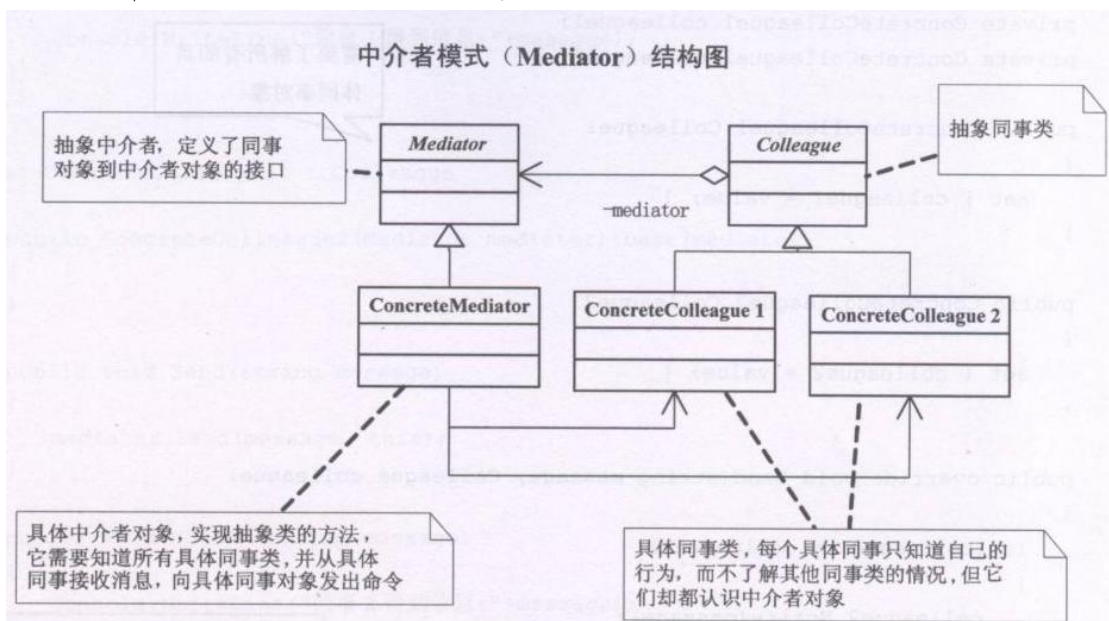 中介者模式（Mediator）结构图
抽象中介者，定义了同事
对象到中介者对象的接口
Mediator
Colleague
抽象同事类
-mediator
ConcreteMediator
ConcreteColleague 1
ConcreteColleague 2
具体中介者对象，实现抽象类的方法，
它需要知道所有具体同事类，并从具体
同事接收消息，向具体同事对象发出命令
具体同事类，每个具体同事只知道自己的
行为，而不了解其他同事类的情况，但它
们却都认识中介者对象